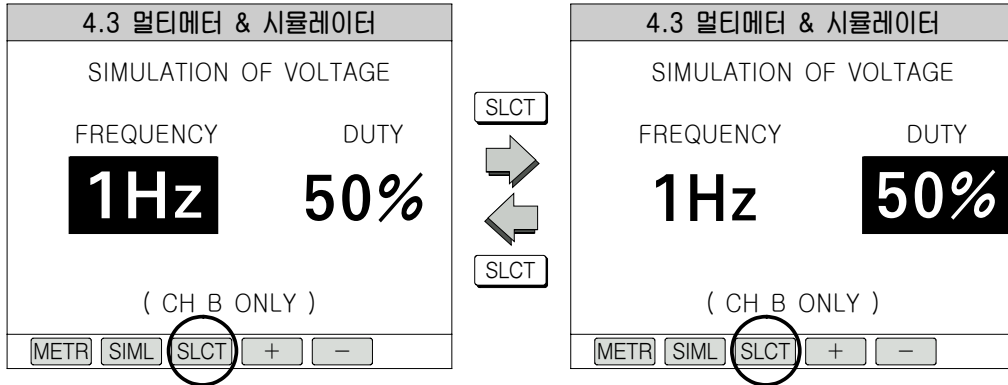 4.3 멀티메터 & 시뮬레이터
SIMULATION OF VOLTAGE
FREQUENCY DUTY
1Hz 50%
( CH B ONLY )
METR SIML SLCT + −
SLCT
SLCT
4.3 멀티메터 & 시뮬레이터
SIMULATION OF VOLTAGE
FREQUENCY DUTY
1Hz 50%
( CH B ONLY )
METR SIML SLCT + −